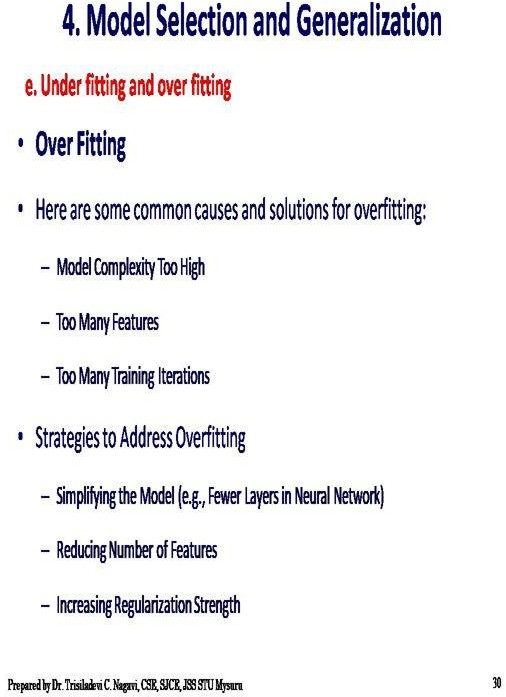 4. Model Selection and Generalization
e. Under fitting and over fitting
• Over Fitting
• Here are some common causes and solutions for overfitting:
– Model Complexity Too High
– Too Many Features
– Too Many Training Iterations
• Strategies to Address Overfitting
– Simplifying the Model (e.g., Fewer Layers in Neural Network)
– Reducing Number of Features
– Increasing Regularization Strength
Prepared by Dr. Trisiladevi C. Nagavi, CSE, SJCE, JSS STU Mysuru
30